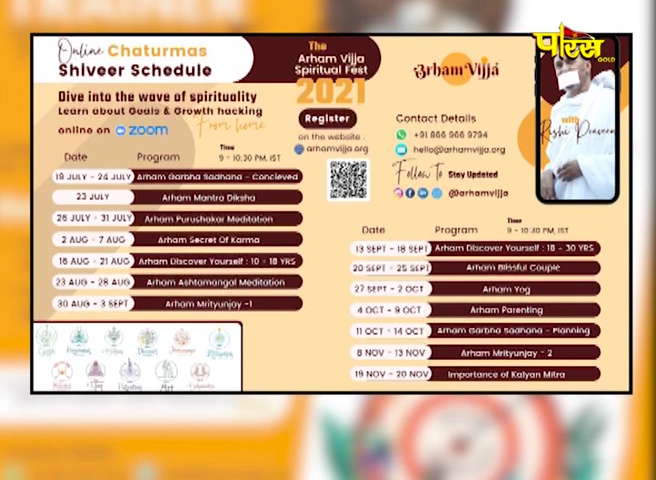 पारस
GOLD
Online Chaturmas
Shiveer Schedule
The
Arham Vijja
Spiritual Fest
2021
Arham Vijja
Dive into the wave of spirituality
Learn about Goals & Growth hacking
online on zoom From home
Register
on the website :
arhamvijja.org
Contact Details
+91 866 966 9794
hello@arhamvijja.org
Follow To Stay Updated
@arhamvijja
with
Rishi Praveen
Date Program Time
9 - 10:30 PM, IST
19 JULY - 24 JULY Arham Garbha Sadhana - Concieved
23 JULY Arham Mantra Diksha
26 JULY - 31 JULY Arham Purushakar Meditation
2 AUG - 7 AUG Arham Secret Of Karma
16 AUG - 21 AUG Arham Discover Yourself : 10 - 18 YRS
23 AUG - 28 AUG Arham Ashtamangal Meditation
30 AUG - 3 SEPT Arham Mrityunjay -1
Date Program Time
9 - 10:30 PM, IST
13 SEPT - 18 SEPT Arham Discover Yourself : 18 - 30 YRS
20 SEPT - 25 SEPT Arham Blissful Couple
27 SEPT - 2 OCT Arham Yog
4 OCT - 9 OCT Arham Parenting
11 OCT - 14 OCT Arham Garbha Sadhana - Planning
8 NOV - 13 NOV Arham Mrityunjay - 2
19 NOV - 20 NOV Importance of Kalyan Mitra